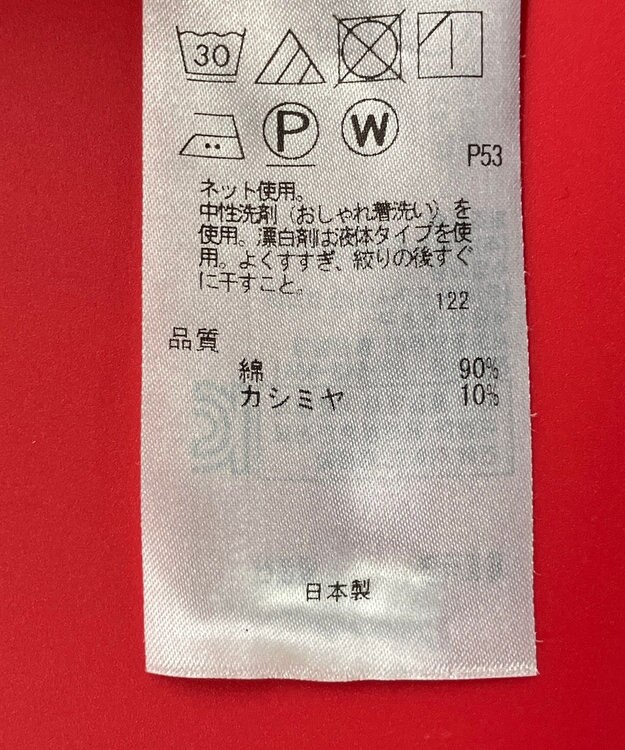 30
P W
P53
ネット使用。
中性洗剤（おしゃれ着洗い）を
使用。漂白剤は液体タイプを使
用。よくすすぎ、絞りの後すぐ
に干すこと。
122
品質
綿 90%
カシミヤ 10%
日本製